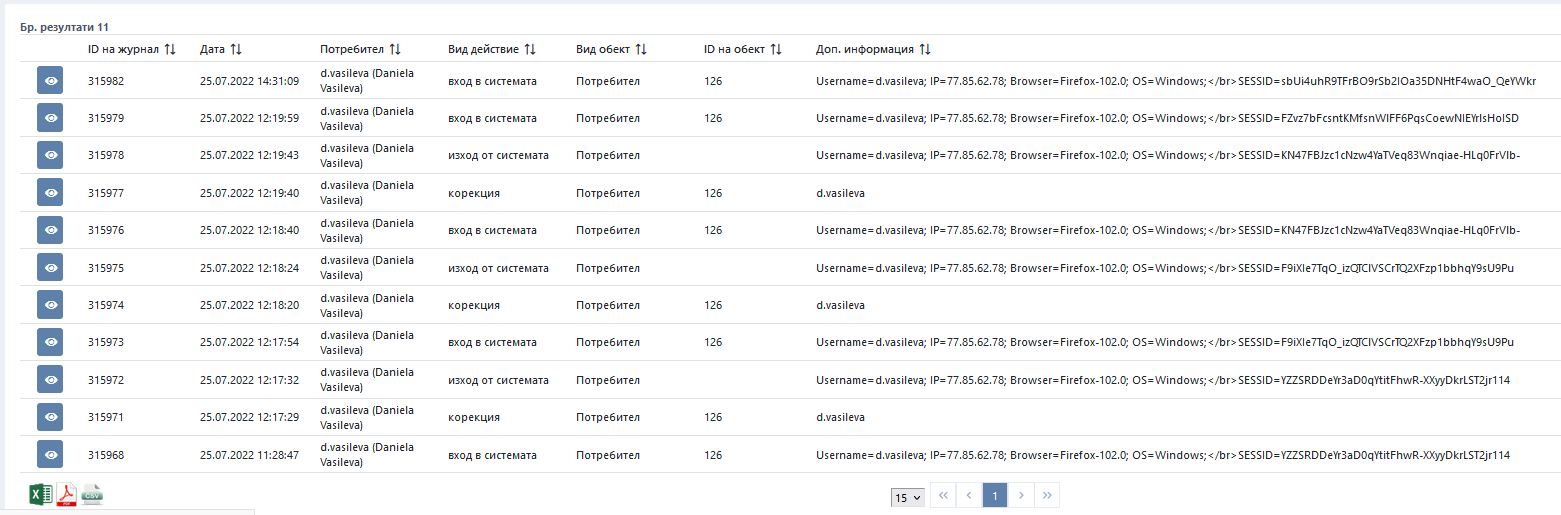 Бр. резултати 11
ID на журнал Дата Потребител Вид действие Вид обект ID на обект Доп. информация
315982 25.07.2022 14:31:09 d.vasileva (Daniela Vasileva) вход в системата Потребител 126 Username=d.vasileva; IP=77.85.62.78; Browser=Firefox-102.0; OS=Windows;</br>SESSID=sbUi4uhR9TFrBO9rSb2IOa35DNHtF4waO_QeYWkr
315979 25.07.2022 12:19:59 d.vasileva (Daniela Vasileva) вход в системата Потребител 126 Username=d.vasileva; IP=77.85.62.78; Browser=Firefox-102.0; OS=Windows;</br>SESSID=FZvz7bFcsntKMfsnWIFF6PqsCoewNIEYrIsHoISD
315978 25.07.2022 12:19:43 d.vasileva (Daniela Vasileva) изход от системата Потребител Username=d.vasileva; IP=77.85.62.78; Browser=Firefox-102.0; OS=Windows;</br>SESSID=KN47FBJzc1cNzw4YaTVeq83Wnqiae-HLq0FrVIb-
315977 25.07.2022 12:19:40 d.vasileva (Daniela Vasileva) корекция Потребител 126 d.vasileva
315976 25.07.2022 12:18:40 d.vasileva (Daniela Vasileva) вход в системата Потребител 126 Username=d.vasileva; IP=77.85.62.78; Browser=Firefox-102.0; OS=Windows;</br>SESSID=KN47FBJzc1cNzw4YaTVeq83Wnqiae-HLq0FrVIb-
315975 25.07.2022 12:18:24 d.vasileva (Daniela Vasileva) изход от системата Потребител Username=d.vasileva; IP=77.85.62.78; Browser=Firefox-102.0; OS=Windows;</br>SESSID=F9iXIe7TqO_izQTCIVSCrTQ2XFzp1bbhqY9sU9Pu
315974 25.07.2022 12:18:20 d.vasileva (Daniela Vasileva) корекция Потребител 126 d.vasileva
315973 25.07.2022 12:17:54 d.vasileva (Daniela Vasileva) вход в системата Потребител 126 Username=d.vasileva; IP=77.85.62.78; Browser=Firefox-102.0; OS=Windows;</br>SESSID=F9iXIe7TqO_izQTCIVSCrTQ2XFzp1bbhqY9sU9Pu
315972 25.07.2022 12:17:32 d.vasileva (Daniela Vasileva) изход от системата Потребител Username=d.vasileva; IP=77.85.62.78; Browser=Firefox-102.0; OS=Windows;</br>SESSID=YZZSRDDeYr3aD0qYtitFhwR-XXyyDkrLST2jr114
315971 25.07.2022 12:17:29 d.vasileva (Daniela Vasileva) корекция Потребител 126 d.vasileva
315968 25.07.2022 11:28:47 d.vasileva (Daniela Vasileva) вход в системата Потребител 126 Username=d.vasileva; IP=77.85.62.78; Browser=Firefox-102.0; OS=Windows;</br>SESSID=YZZSRDDeYr3aD0qYtitFhwR-XXyyDkrLST2jr114
X PDF CSV 15 1